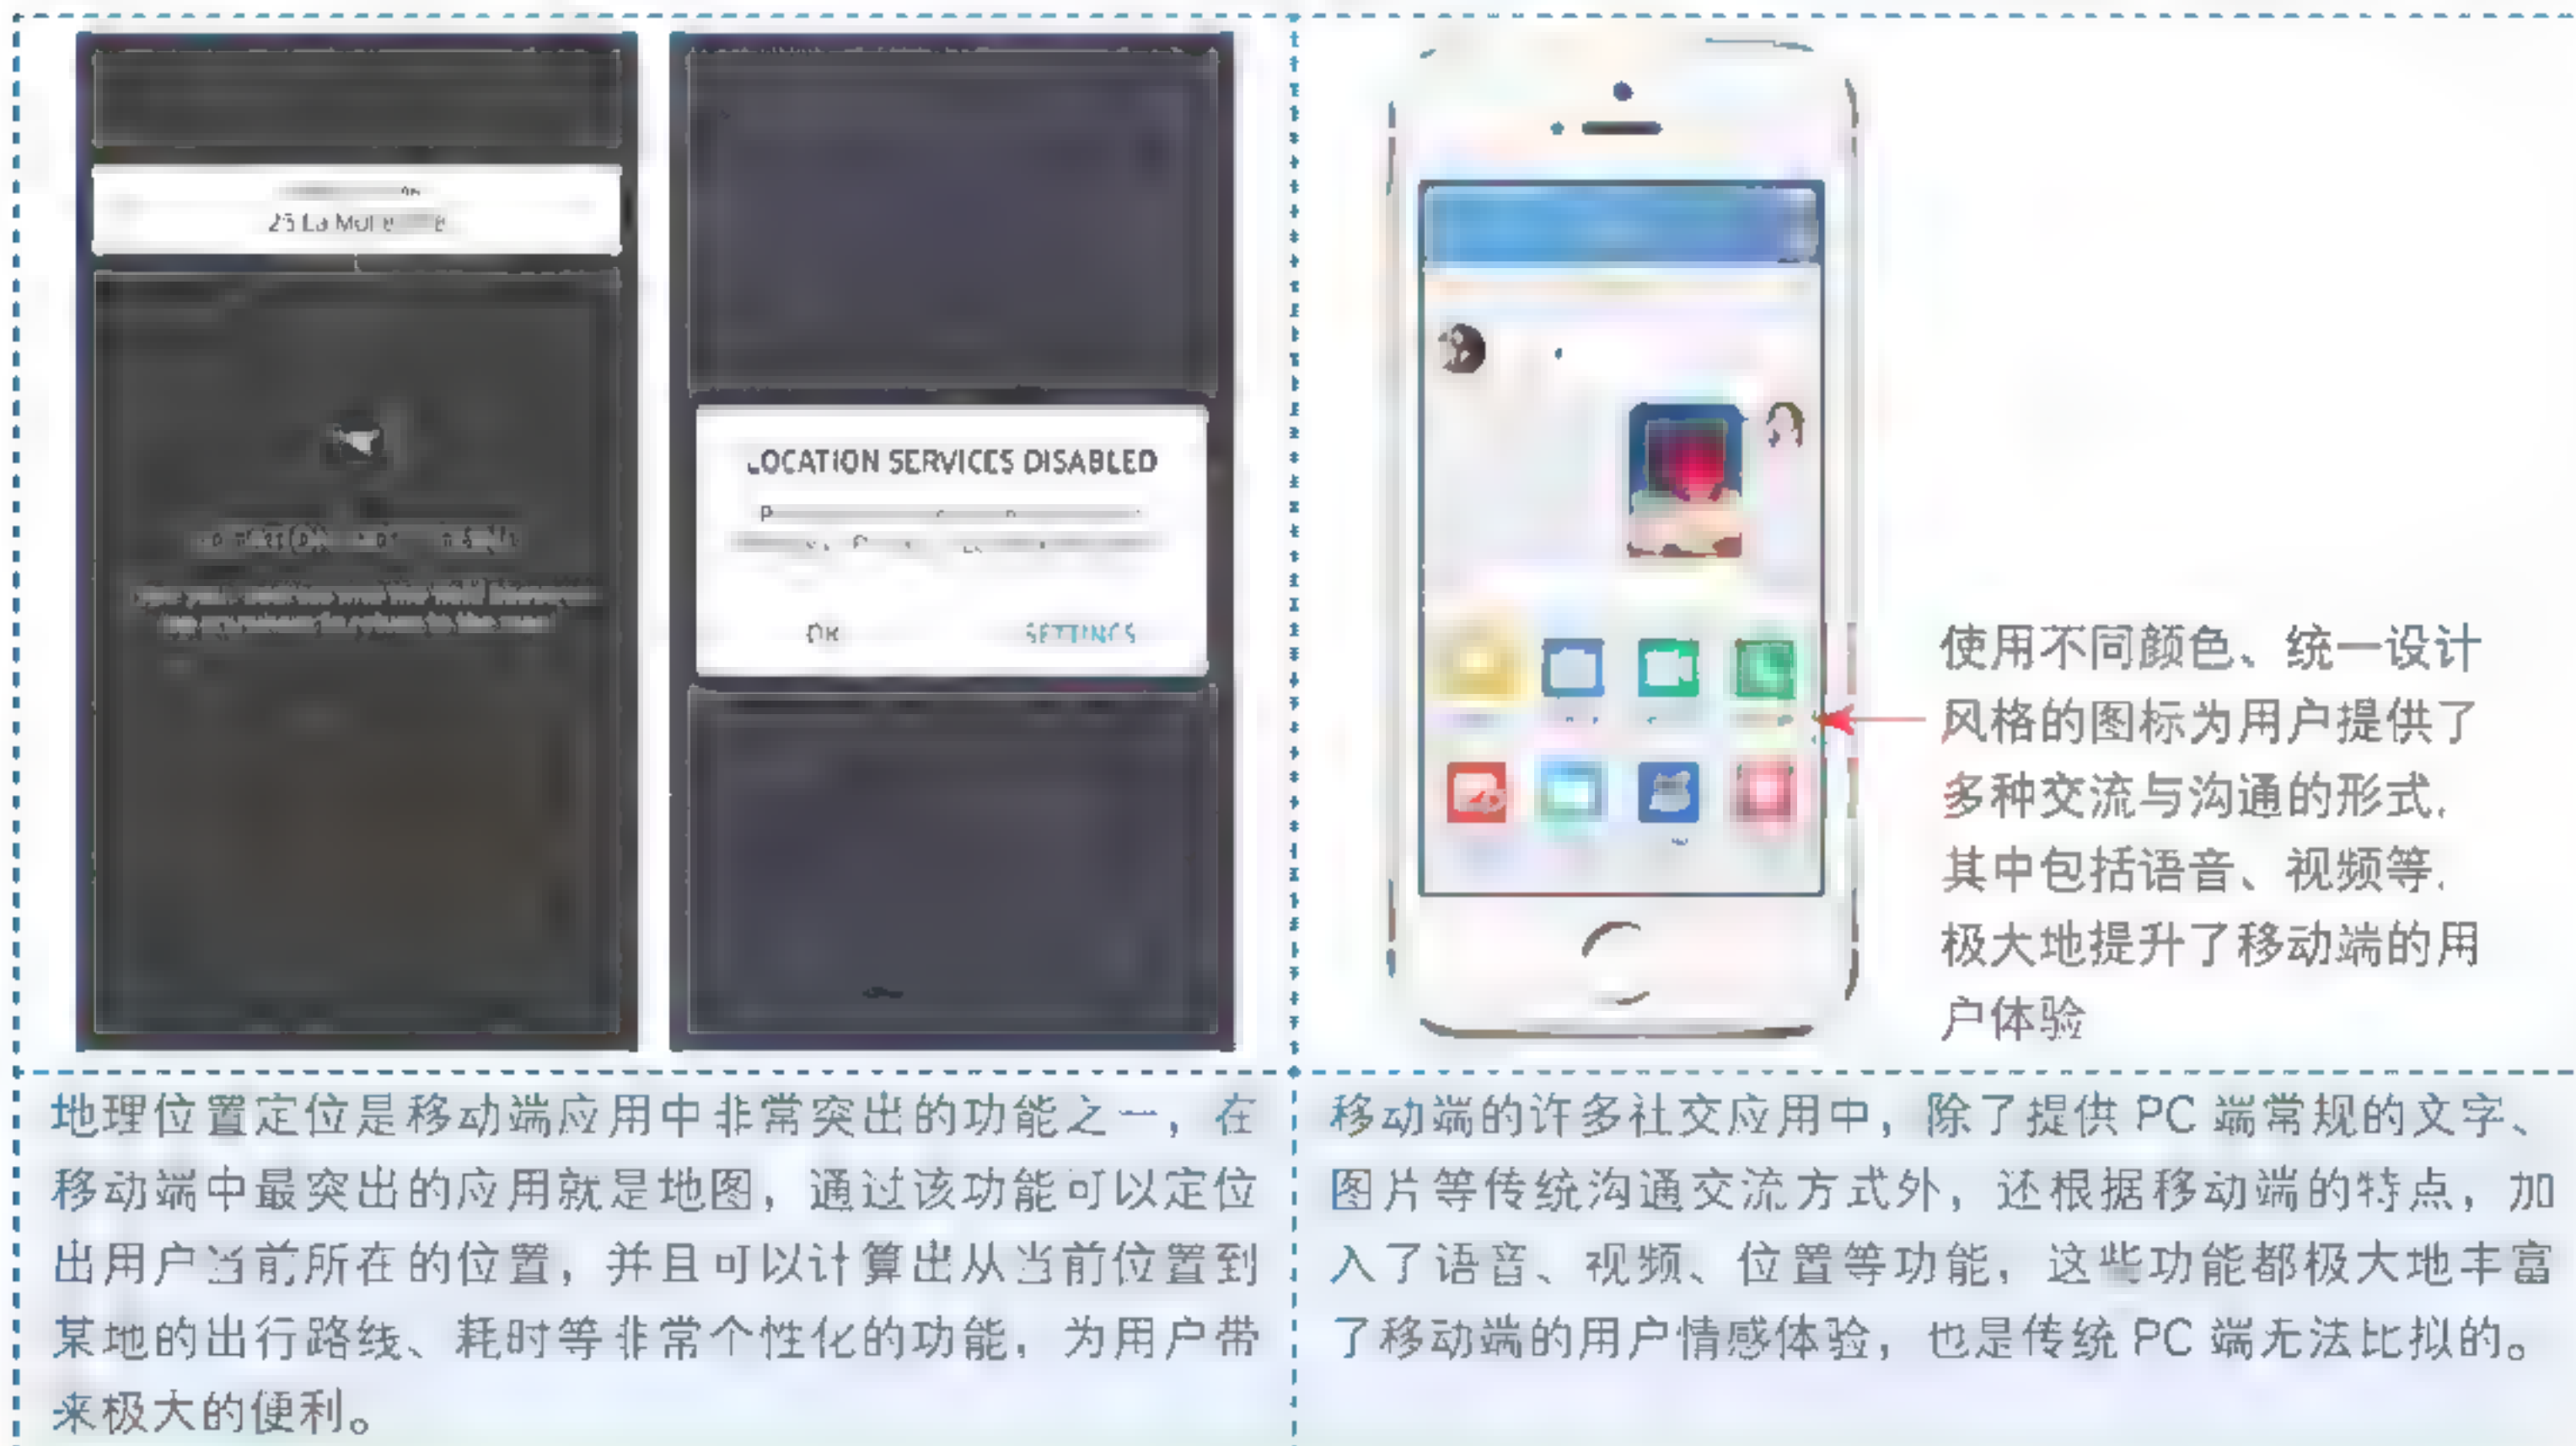 LOCATION SERVICES DISABLED
OK
SETTINGS
使用不同颜色、统一设计
风格的图标为用户提供了
多种交流与沟通的形式,
其中包括语音、视频等,
极大地提升了移动端的用
户体验
地理位置定位是移动端应用中非常突出的功能之一，在
移动端中最突出的应用就是地图，通过该功能可以定位
出用户当前所在的位置，并且可以计算出从当前位置到
某地的出行路线、耗时等非常个性化的功能，为用户带
来极大的便利。
移动端的许多社交应用中，除了提供 PC 端常规的文字、
图片等传统沟通交流方式外，还根据移动端的特点，加
入了语音、视频、位置等功能，这些功能都极大地丰富
了移动端的用户情感体验，也是传统 PC 端无法比拟的。